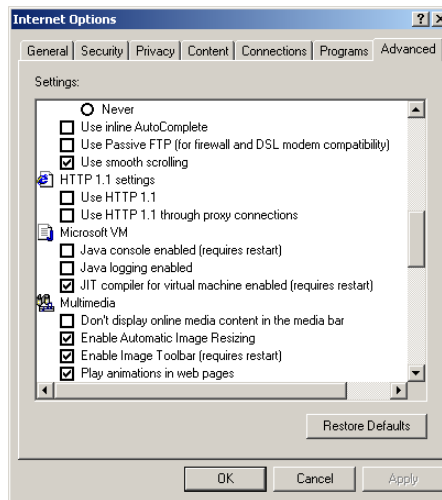 Internet Options
General Security Privacy Content Connections Programs Advanced
Settings:
Never
Use inline AutoComplete
Use Passive FTP (for firewall and DSL modem compatibility)
Use smooth scrolling
HTTP 1.1 settings
Use HTTP 1.1
Use HTTP 1.1 through proxy connections
Microsoft VM
Java console enabled (requires restart)
Java logging enabled
JIT compiler for virtual machine enabled (requires restart)
Multimedia
Don't display online media content in the media bar
Enable Automatic Image Resizing
Enable Image Toolbar (requires restart)
Play animations in web pages
Restore Defaults
OK Cancel Apply